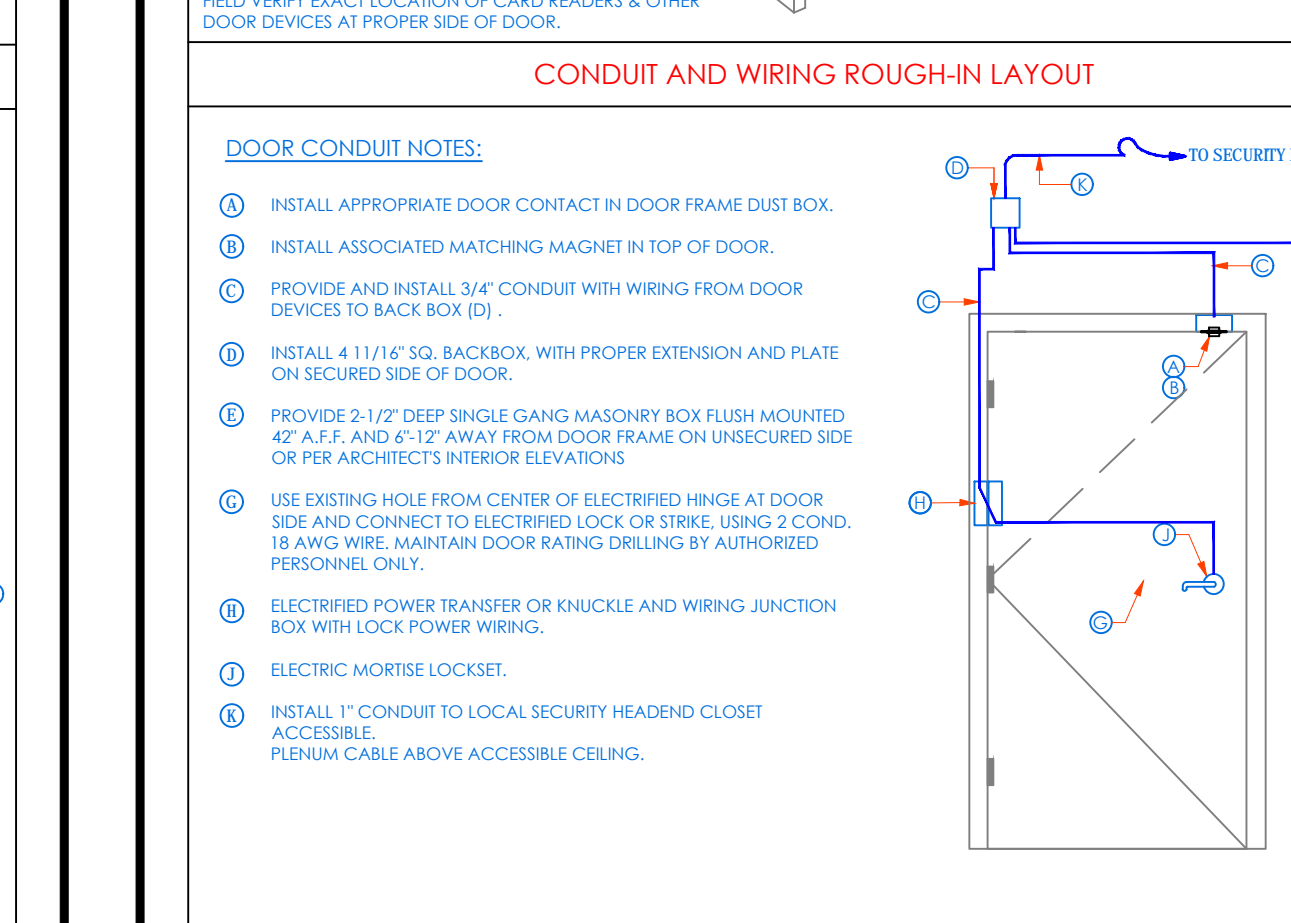 FIELD VERIFY EXACT LOCATION OF CARD READERS & OTHER
DOOR DEVICES AT PROPER SIDE OF DOOR.
CONDUIT AND WIRING ROUGH-IN LAYOUT
DOOR CONDUIT NOTES:
A INSTALL APPROPRIATE DOOR CONTACT IN DOOR FRAME DUST BOX.
B INSTALL ASSOCIATED MATCHING MAGNET IN TOP OF DOOR.
C PROVIDE AND INSTALL 3/4" CONDUIT WITH WIRING FROM DOOR
DEVICES TO BACK BOX (D) .
D INSTALL 4 11/16" SQ. BACKBOX, WITH PROPER EXTENSION AND PLATE
ON SECURED SIDE OF DOOR.
E PROVIDE 2-1/2" DEEP SINGLE GANG MASONRY BOX FLUSH MOUNTED
42" A.F.F. AND 6"-12" AWAY FROM DOOR FRAME ON UNSECURED SIDE
OR PER ARCHITECT'S INTERIOR ELEVATIONS
G USE EXISTING HOLE FROM CENTER OF ELECTRIFIED HINGE AT DOOR
SIDE AND CONNECT TO ELECTRIFIED LOCK OR STRIKE, USING 2 COND.
18 AWG WIRE. MAINTAIN DOOR RATING DRILLING BY AUTHORIZED
PERSONNEL ONLY.
H ELECTRIFIED POWER TRANSFER OR KNUCKLE AND WIRING JUNCTION
BOX WITH LOCK POWER WIRING.
J ELECTRIC MORTISE LOCKSET.
K INSTALL 1" CONDUIT TO LOCAL SECURITY HEADEND CLOSET
ACCESSIBLE.
PLENUM CABLE ABOVE ACCESSIBLE CEILING.
TO SECURITY
D
K
C
C
A
B
H
J
G